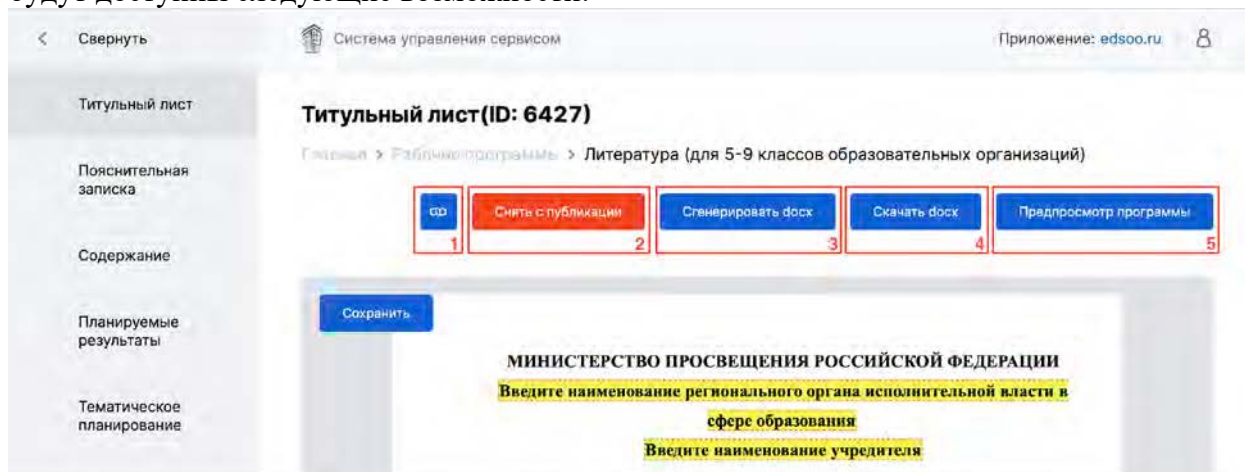 будут доступны следующие возможности:
Свернуть
Система управления сервисом
Приложение: edsoo.ru
Титульный лист
Пояснительная
записка
Содержание
Планируемые
результаты
Тематическое
планирование
Титульный лист(ID: 6427)
Главная > Рабочие программы > Литература (для 5-9 классов образовательных организаций)
Снять с публикации
Сгенерировать docx
Скачать docx
Предпросмотр программы
1
2
3
4
5
Сохранить
МИНИСТЕРСТВО ПРОСВЕЩЕНИЯ РОССИЙСКОЙ ФЕДЕРАЦИИ
Введите наименование регионального органа исполнительной власти в
сфере образования
Введите наименование учредителя